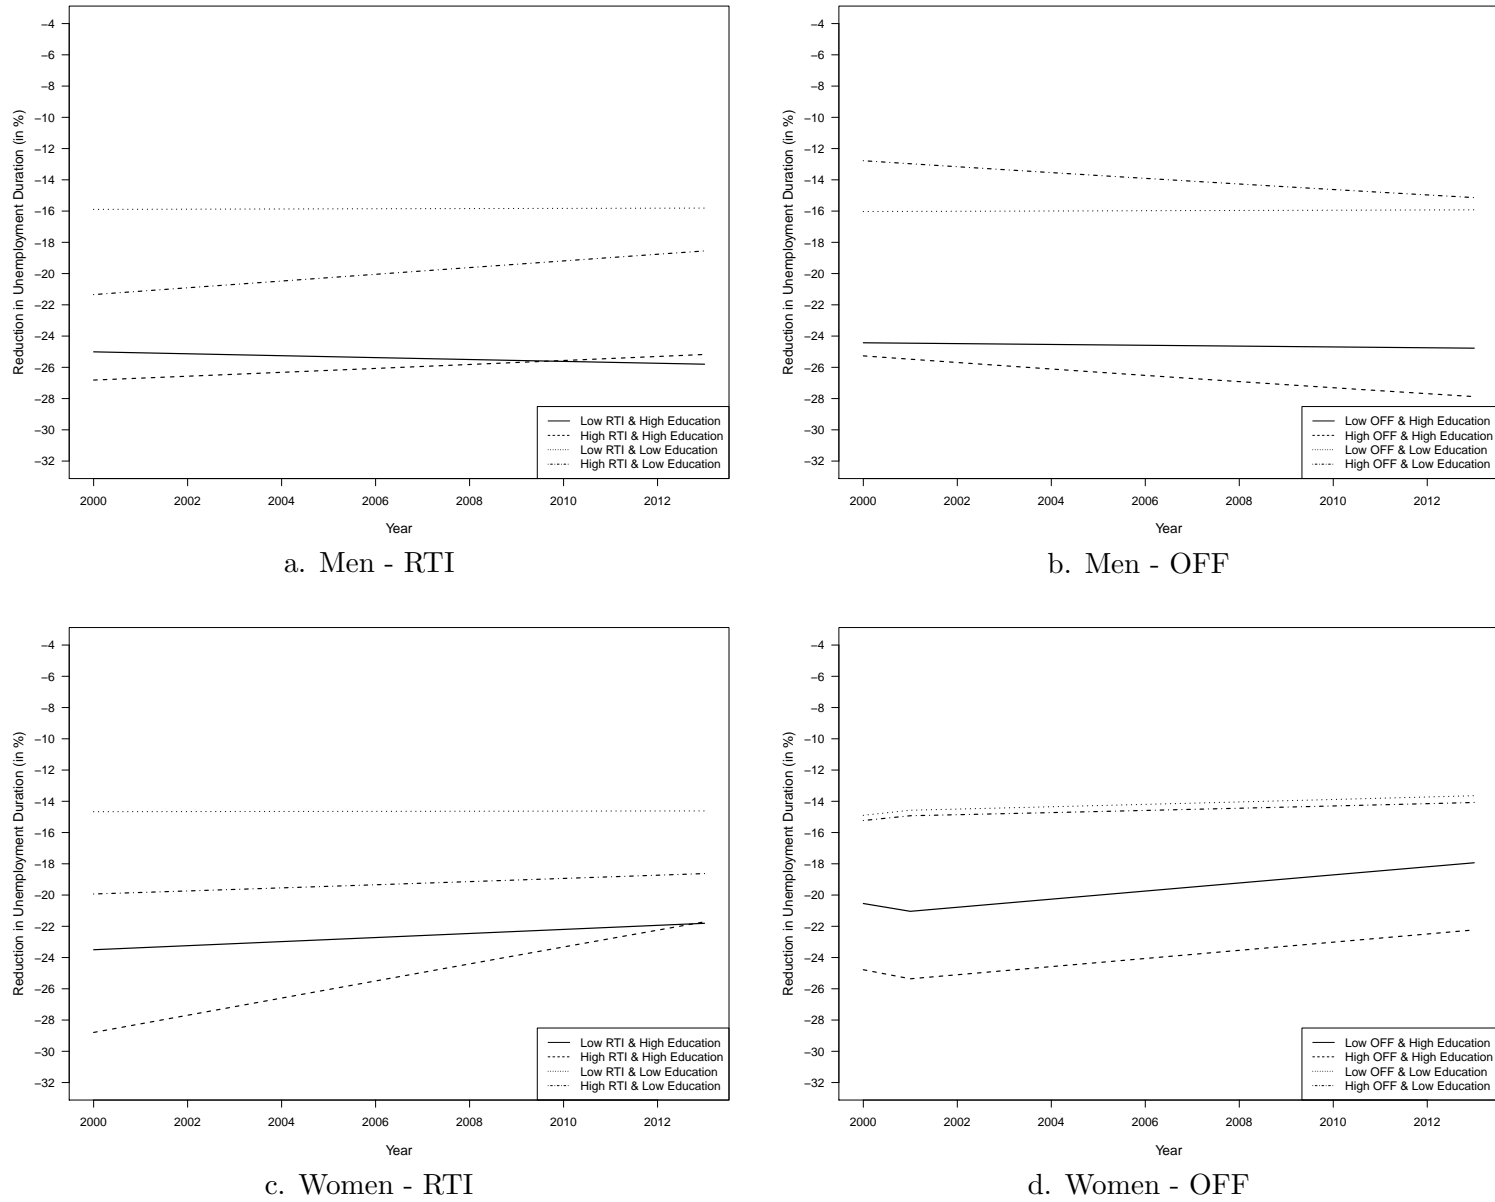 Reduction in Unemployment Duration (in %)
−4
−6
−8
−10
−12
−14
−16
−18
−20
−22
−24
−26
−28
−30
−32
Low RTI & High Education
High RTI & High Education
Low RTI & Low Education
High RTI & Low Education
2000 2002 2004 2006 2008 2010 2012
Year
a. Men - RTI
Reduction in Unemployment Duration (in %)
−4
−6
−8
−10
−12
−14
−16
−18
−20
−22
−24
−26
−28
−30
−32
Low OFF & High Education
High OFF & High Education
Low OFF & Low Education
High OFF & Low Education
2000 2002 2004 2006 2008 2010 2012
Year
b. Men - OFF
Reduction in Unemployment Duration (in %)
−4
−6
−8
−10
−12
−14
−16
−18
−20
−22
−24
−26
−28
−30
−32
Low RTI & High Education
High RTI & High Education
Low RTI & Low Education
High RTI & Low Education
2000 2002 2004 2006 2008 2010 2012
Year
c. Women - RTI
Reduction in Unemployment Duration (in %)
−4
−6
−8
−10
−12
−14
−16
−18
−20
−22
−24
−26
−28
−30
−32
Low OFF & High Education
High OFF & High Education
Low OFF & Low Education
High OFF & Low Education
2000 2002 2004 2006 2008 2010 2012
Year
d. Women - OFF